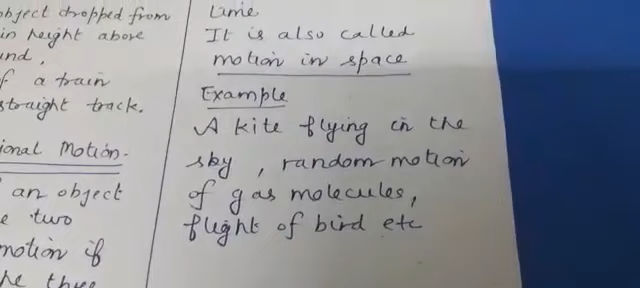 object dropped from
in height above
und,
f a train
straight track.
ional Motion.
an object
e two
motion if
he three
time
It is also called
motion in space
Example
A kite flying in the
sky, random motion
of gas molecules,
flight of bird etc